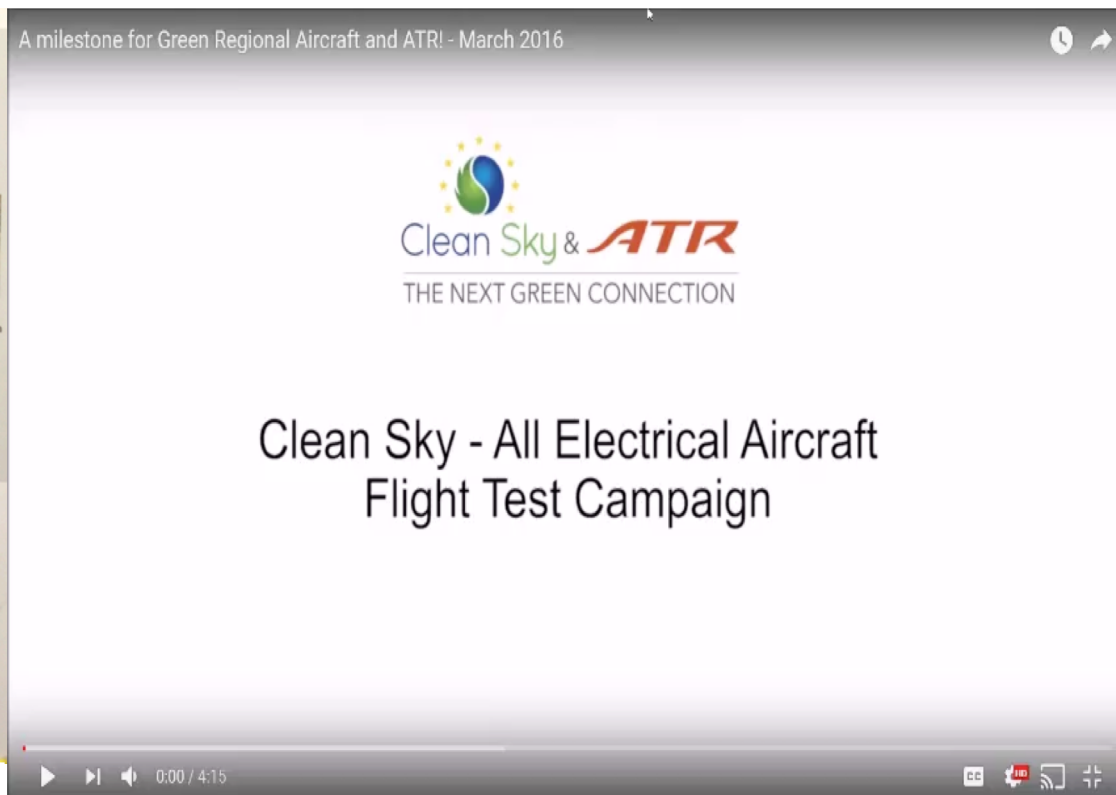 A milestone for Green Regional Aircraft and ATR! - March 2016
Clean Sky & ATR
THE NEXT GREEN CONNECTION
Clean Sky - All Electrical Aircraft
Flight Test Campaign
0:00 / 4:15
CC
HD